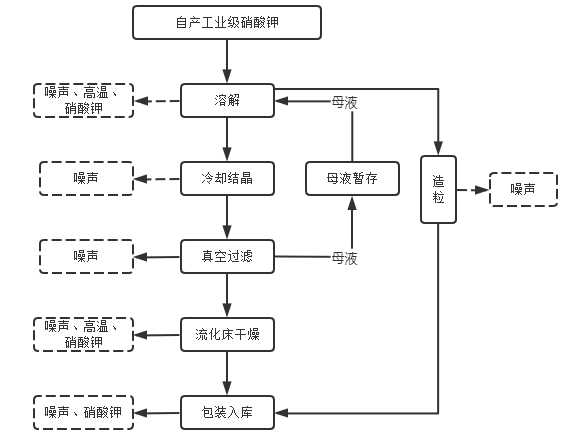 自产工业级硝酸钾
噪声、高温、
硝酸钾
溶解
母液
噪声
冷却结晶
母液暂存
造
粒
噪声
噪声
真空过滤
母液
噪声、高温、
硝酸钾
流化床干燥
噪声、硝酸钾
包装入库